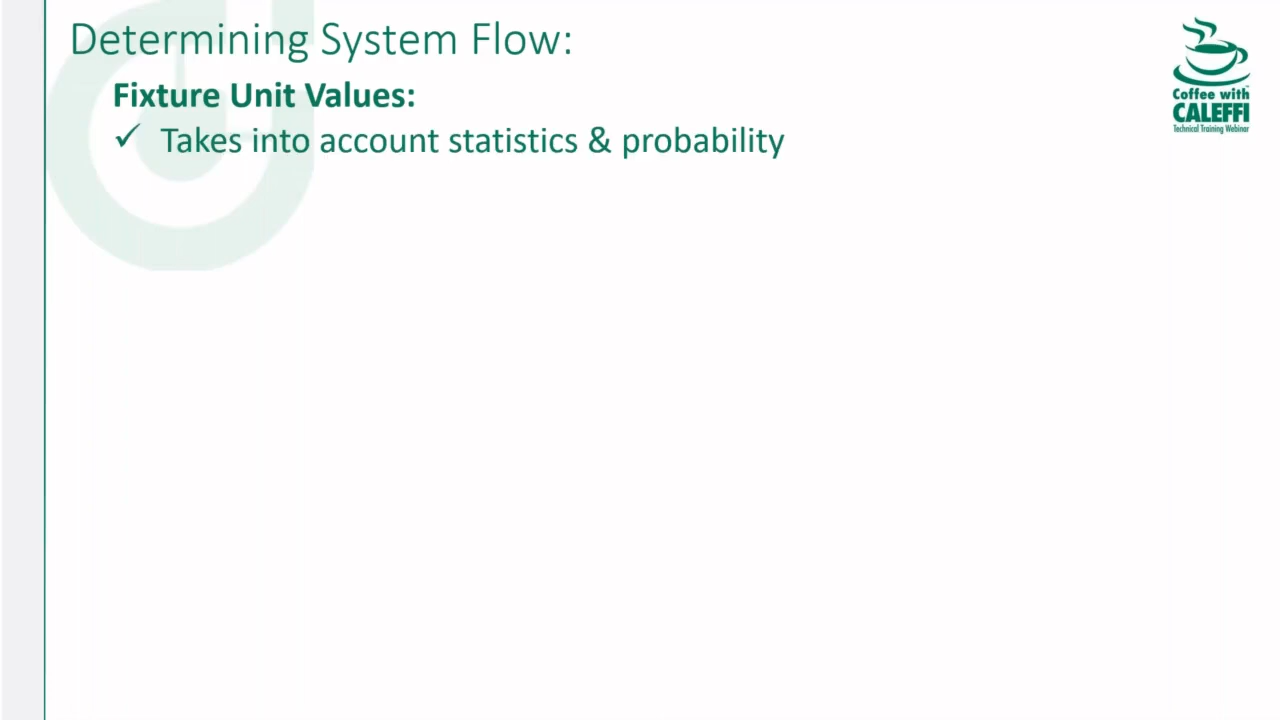 Determining System Flow:
Fixture Unit Values:
✓ Takes into account statistics & probability
Coffee with
CALEFFI
Technical Training Webinar